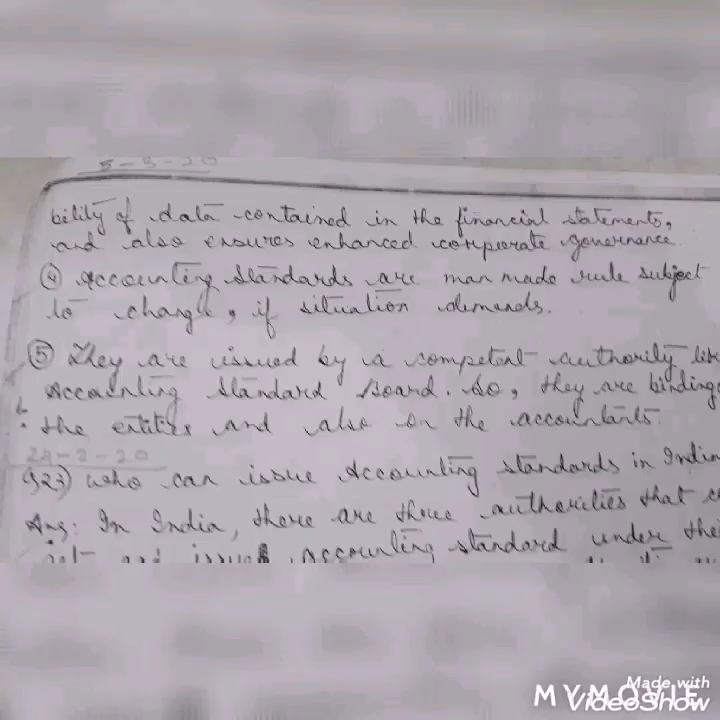 5-3-20
bility of data contained in the financial statements,
and also ensures enhanced corporate governance
④ Accounting Standards are man made rule subject
to change, if situation demands.
⑤ They are issued by a competent authority
Accounting Standard Board. So, they are binding
the entities and also on the accountants.
24-3-20
Q23) Who can issue Accounting standards in India
Ans: In India, there are three authorities that
and issue accounting standard under the
Made with
MYMOVIE
VideoShow